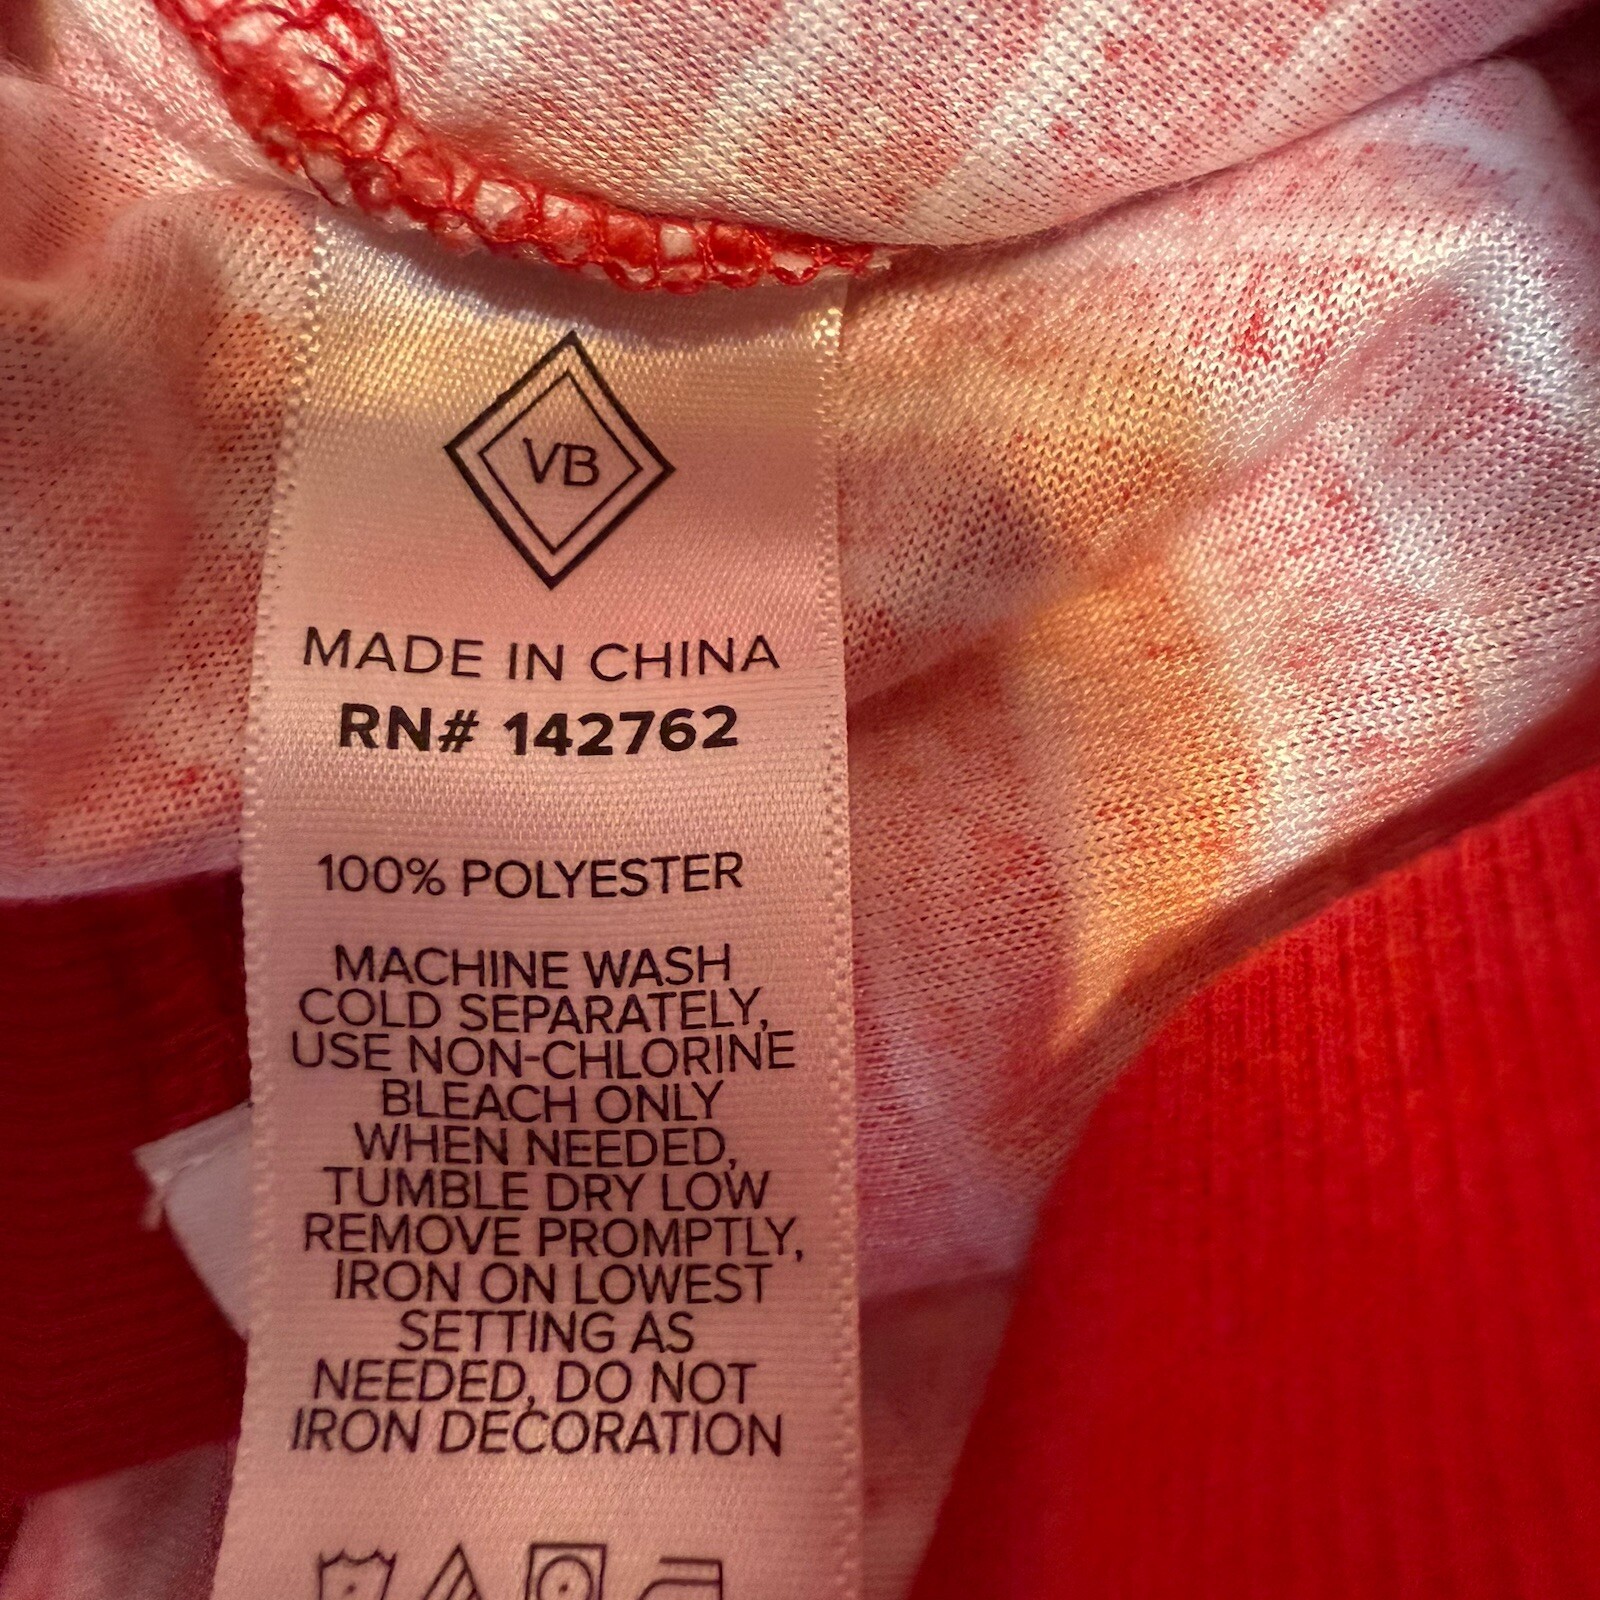 VB
MADE IN CHINA
RN# 142762
100% POLYESTER
MACHINE WASH
COLD SEPARATELY,
USE NON-CHLORINE
BLEACH ONLY
WHEN NEEDED,
TUMBLE DRY LOW
REMOVE PROMPTLY,
IRON ON LOWEST
SETTING AS
NEEDED, DO NOT
IRON DECORATION